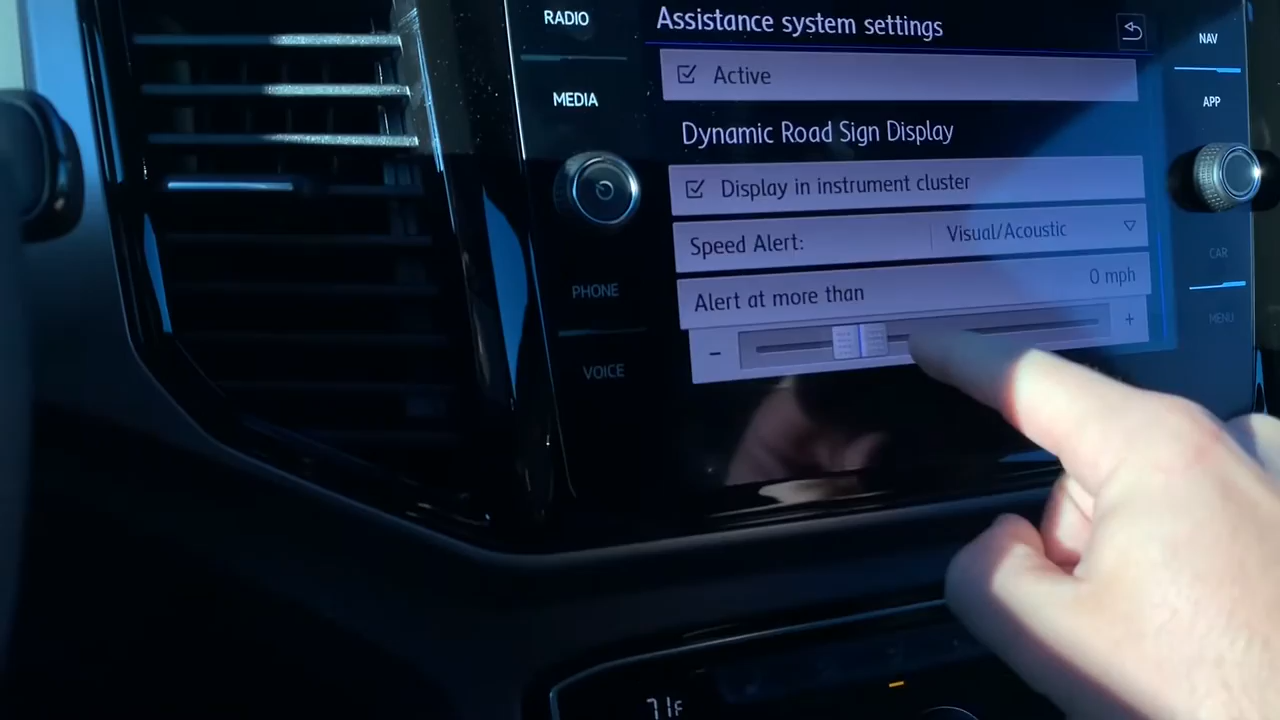 RADIO
MEDIA
PHONE
VOICE
Assistance system settings
Active
Dynamic Road Sign Display
Display in instrument cluster
Speed Alert: Visual/Acoustic
Alert at more than 0 mph
- +
NAV
APP
CAR
MENU
71F